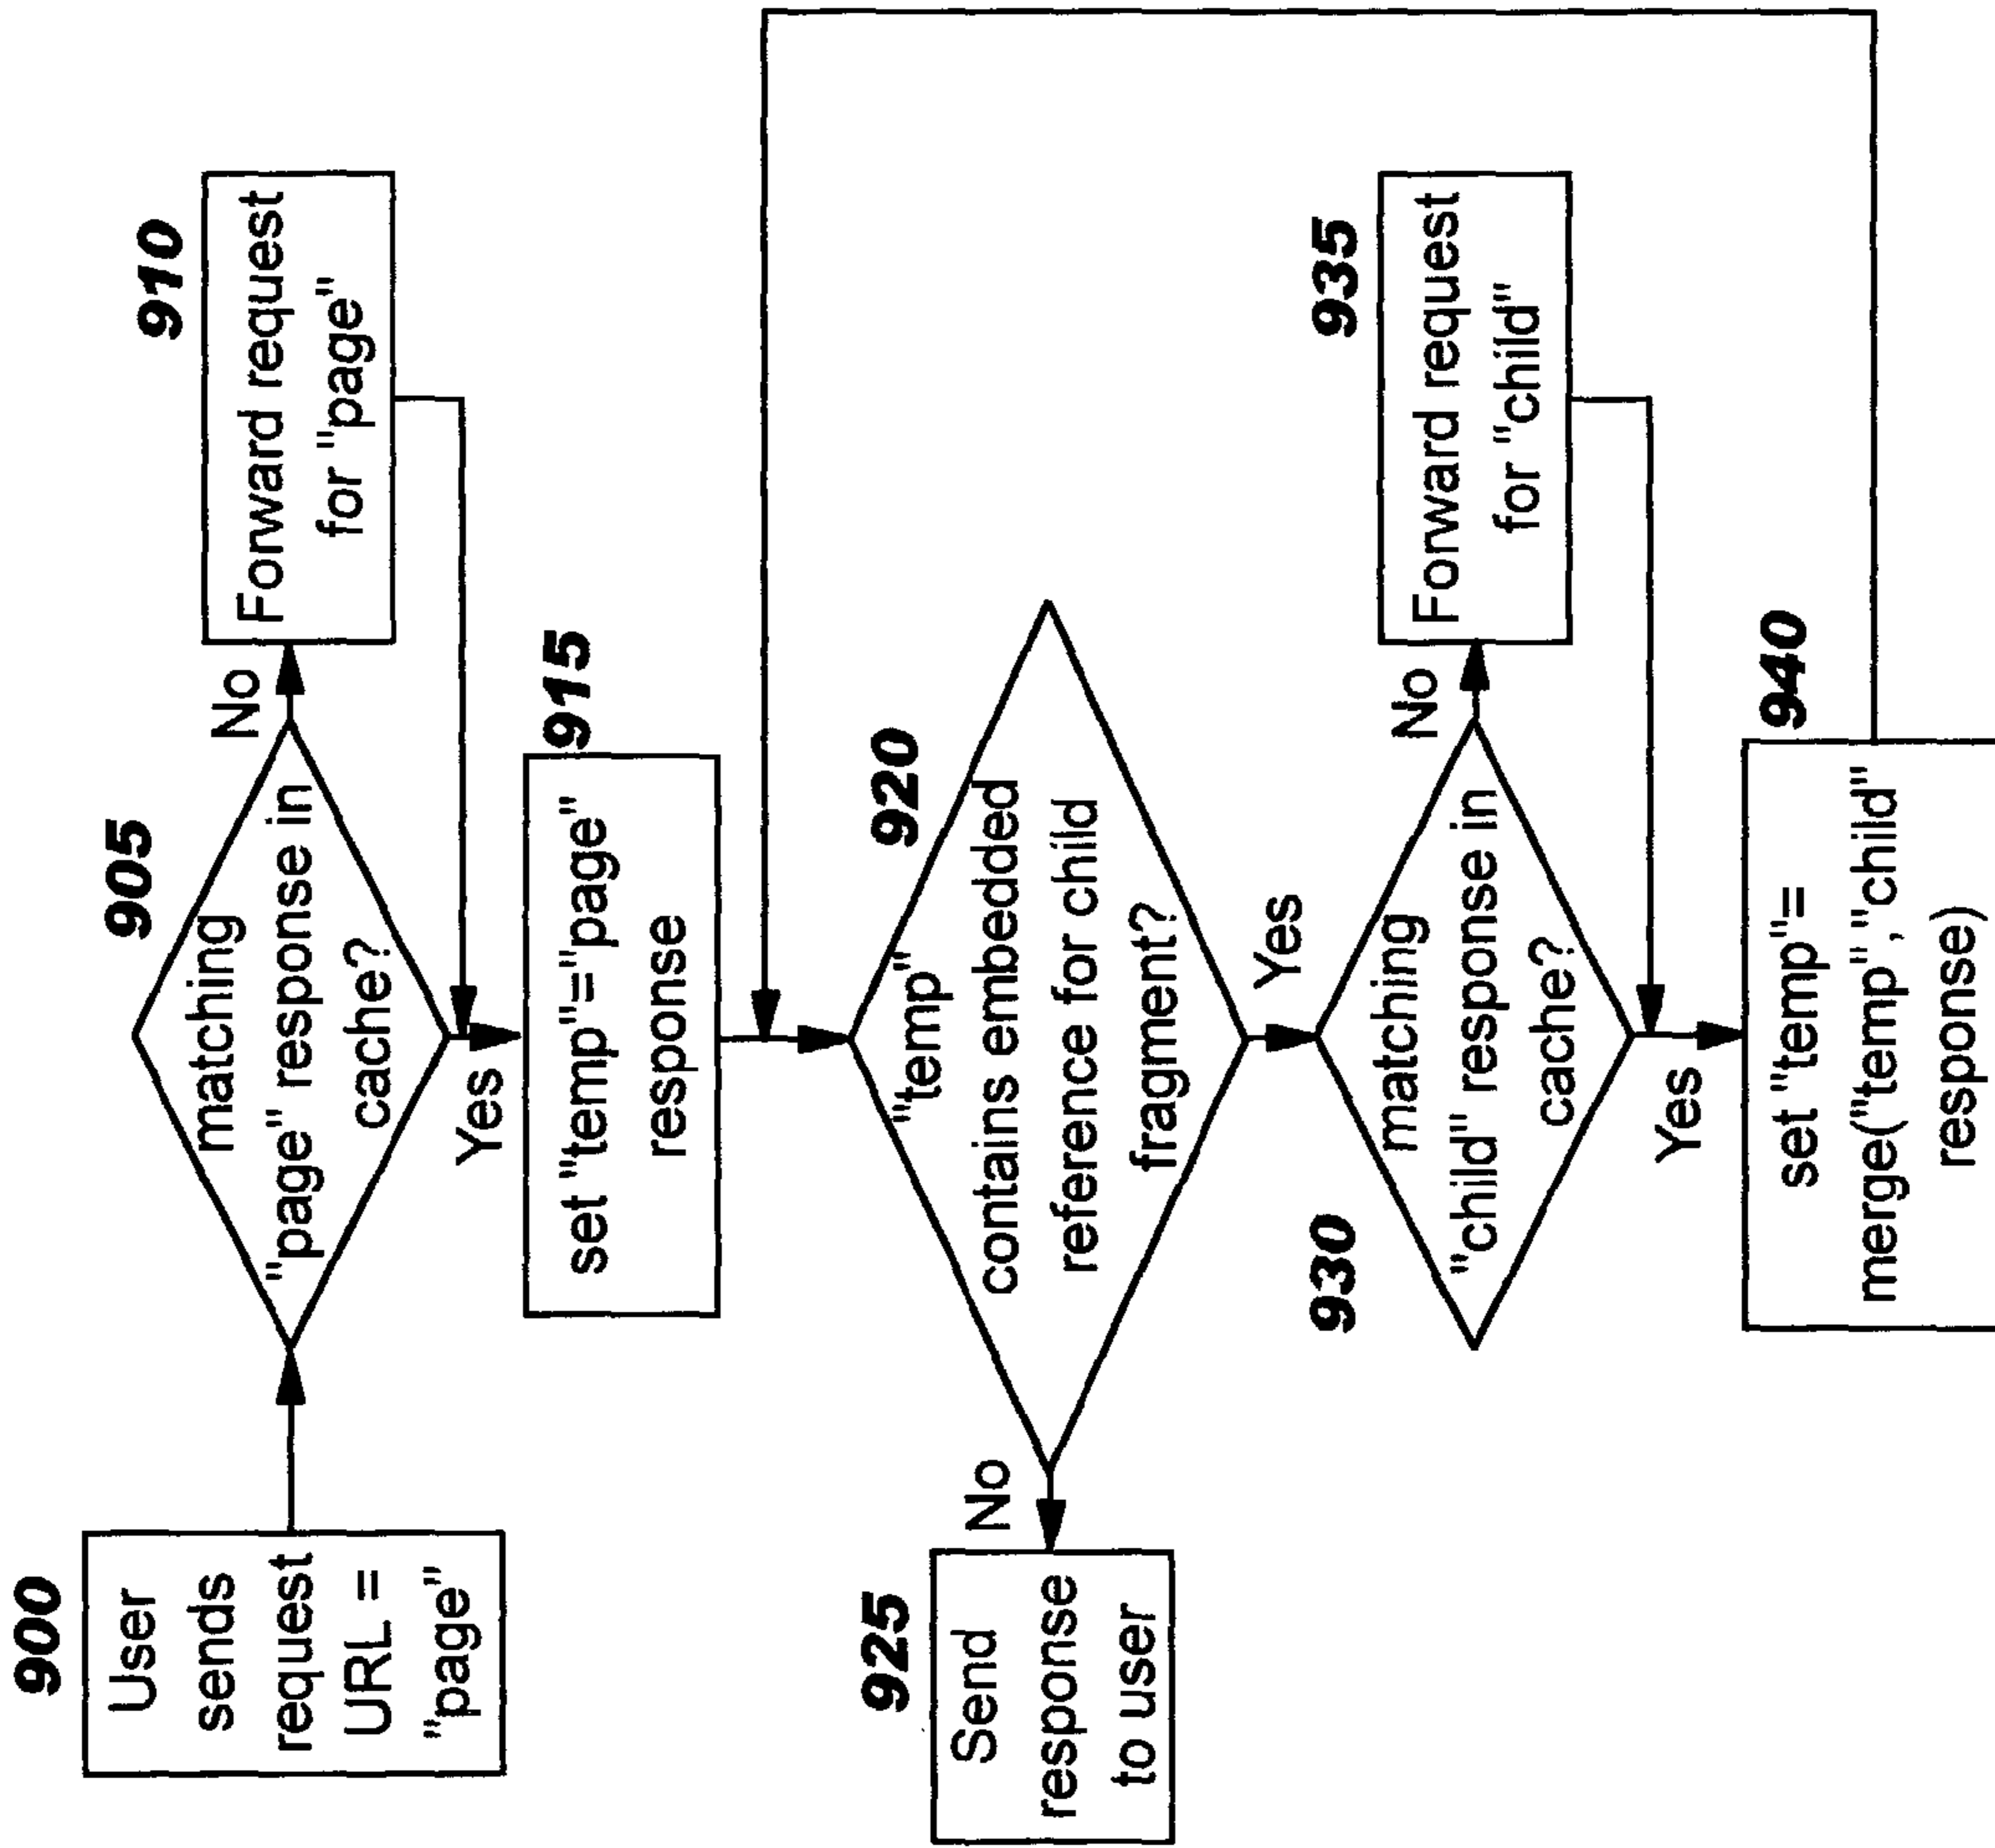 900
User
sends
request
URL =
"page"
905
matching
"page" response in
cache?
No
Yes
910
Forward request
for "page"
915
set "temp"="page"
response
920
"temp"
contains embedded
reference for child
fragment?
No
Yes
925
Send
response
to user
930
matching
"child" response in
cache?
No
Yes
935
Forward request
for "child"
940
set "temp"=
merge("temp","child"
response)